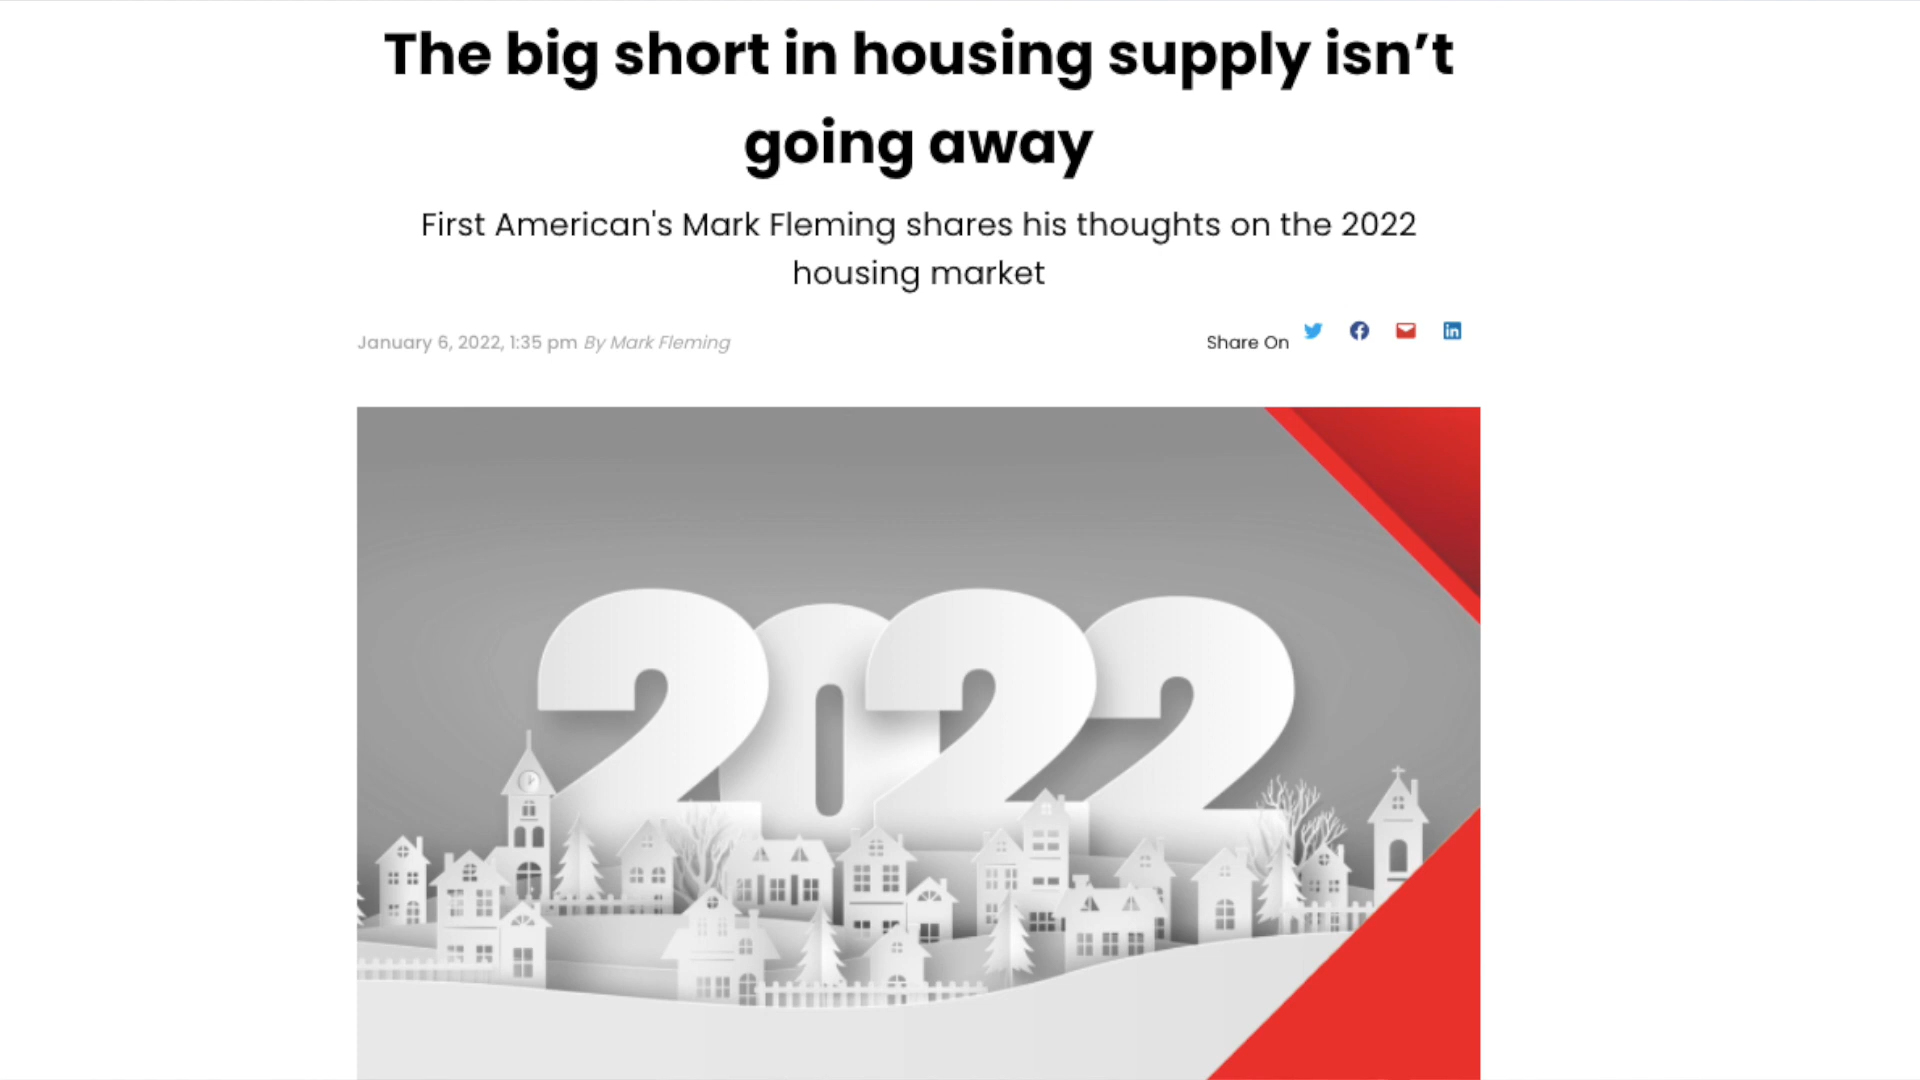 The big short in housing supply isn’t
going away
First American's Mark Fleming shares his thoughts on the 2022
housing market
January 6, 2022, 1:35 pm By Mark Fleming
Share On
2022